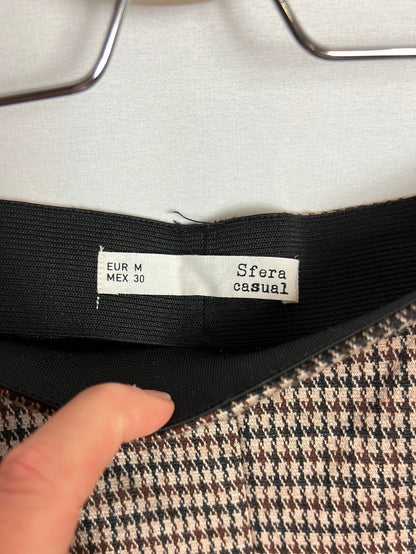 EUR M
MEX 30
Sfera
casual